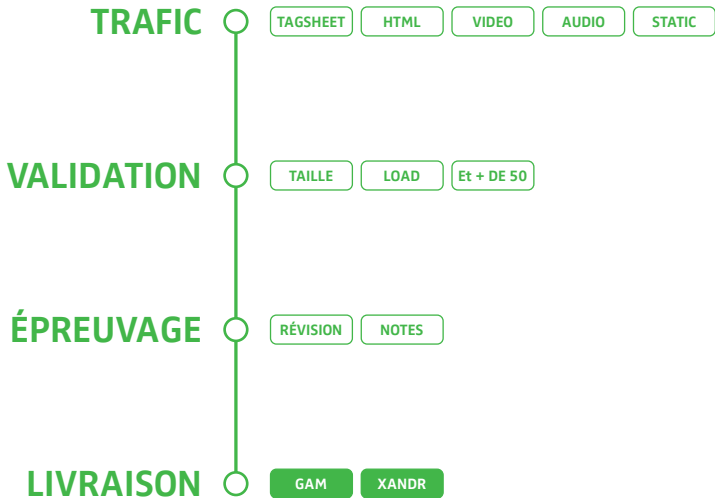 TRAFIC TAGSHEET HTML VIDEO AUDIO STATIC
VALIDATION TAILLE LOAD Et + DE 50
ÉPREUVAGE RÉVISION NOTES
LIVRAISON GAM XANDR